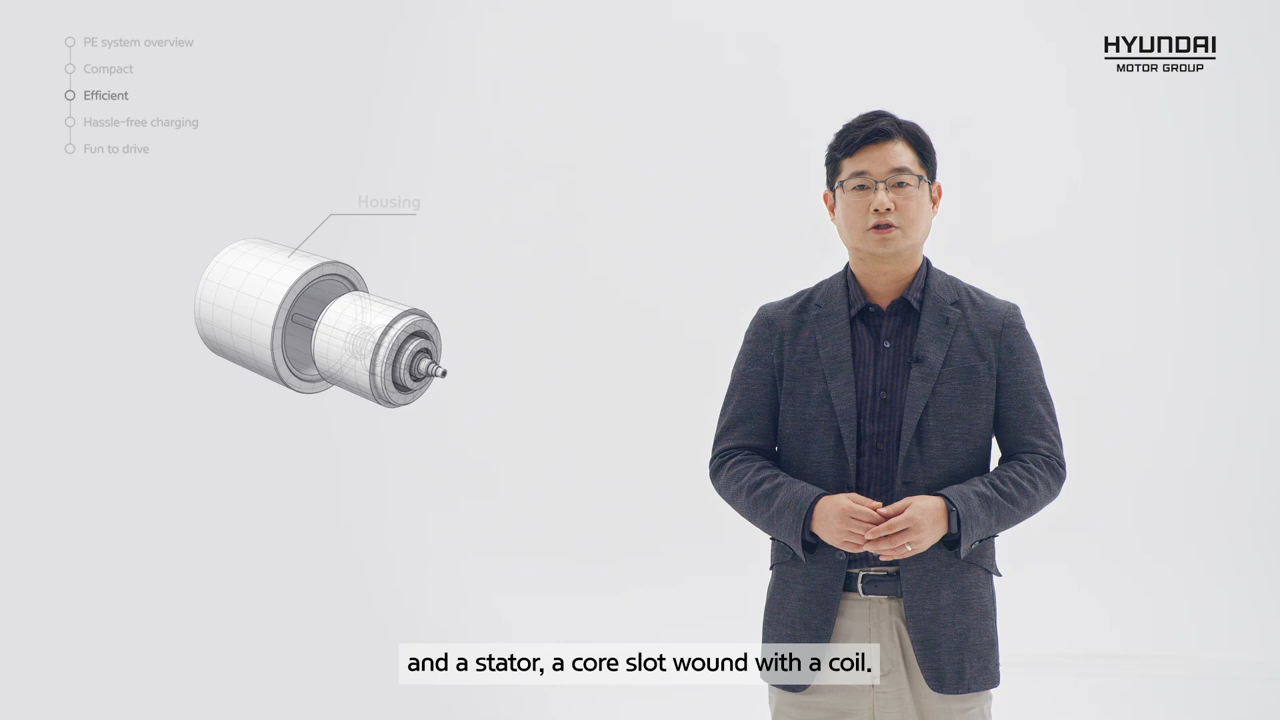 PE system overview
Compact
Efficient
Hassle-free charging
Fun to drive
HYUNDAI
MOTOR GROUP
Housing
and a stator, a core slot wound with a coil.